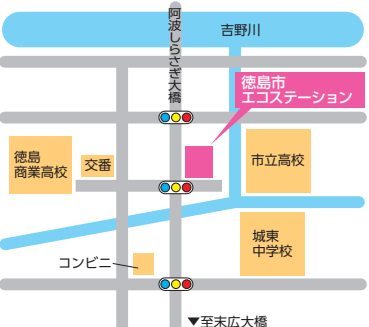 吉野川
阿波しらさぎ大橋
徳島市
エコステーション
徳島
商業高校
交番
市立高校
城東
中学校
コンビニ
▼至末広大橋